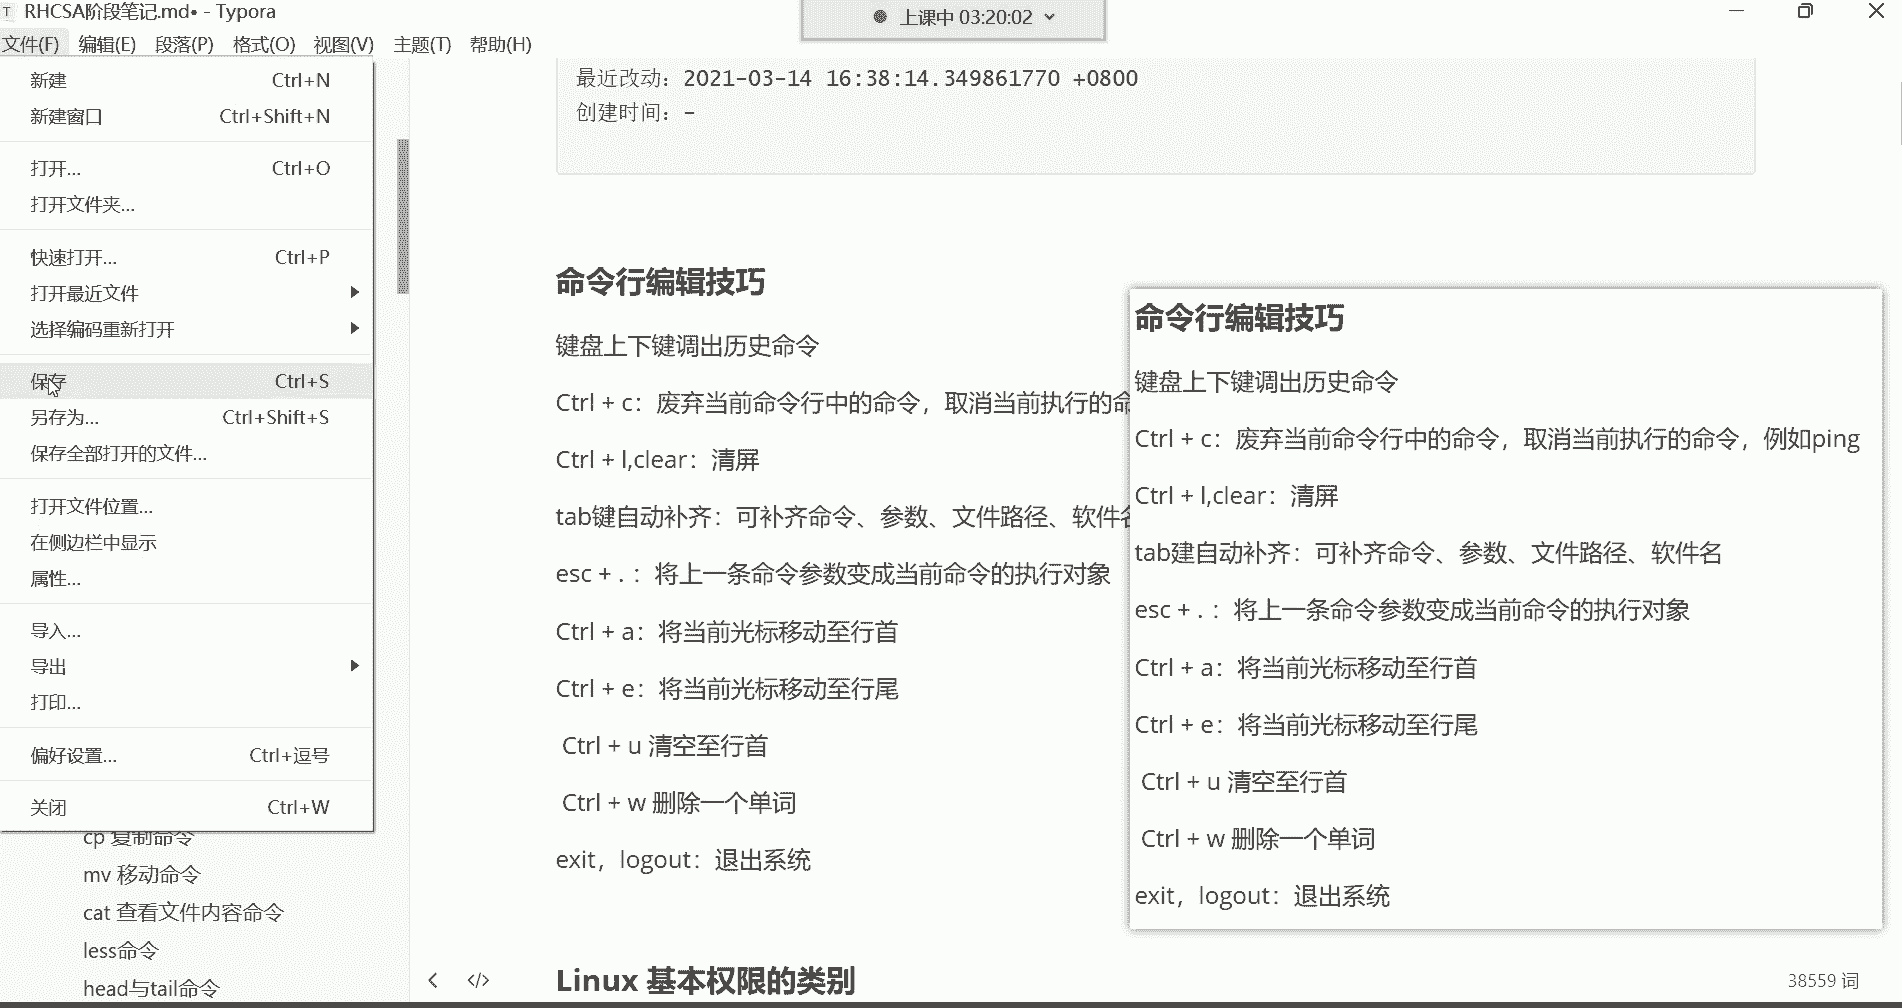 T RHCSA阶段笔记.md• - Typora
上课中 03:20:02
文件(F) 编辑(E) 段落(P) 格式(O) 视图(V) 主题(T) 帮助(H)
新建 Ctrl+N
新建窗口 Ctrl+Shift+N
打开... Ctrl+O
打开文件夹...
快速打开... Ctrl+P
打开最近文件
选择编码重新打开
保存 Ctrl+S
另存为... Ctrl+Shift+S
保存全部打开的文件...
打开文件位置...
在侧边栏中显示
属性...
导入...
导出
打印...
偏好设置... Ctrl+逗号
关闭 Ctrl+W
cp 复制命令
mv 移动命令
cat 查看文件内容命令
less命令
head与tail命令
最近改动：2021-03-14 16:38:14.349861770 +0800
创建时间：-
命令行编辑技巧
键盘上下键调出历史命令
Ctrl + c：废弃当前命令行中的命令，取消当前执行的命
Ctrl + l,clear：清屏
tab键自动补齐：可补齐命令、参数、文件路径、软件名
esc + .：将上一条命令参数变成当前命令的执行对象
Ctrl + a：将当前光标移动至行首
Ctrl + e：将当前光标移动至行尾
Ctrl + u 清空至行首
Ctrl + w 删除一个单词
exit，logout：退出系统
Linux 基本权限的类别
命令行编辑技巧
键盘上下键调出历史命令
Ctrl + c：废弃当前命令行中的命令，取消当前执行的命令，例如ping
Ctrl + l,clear：清屏
tab建自动补齐：可补齐命令、参数、文件路径、软件名
esc + .：将上一条命令参数变成当前命令的执行对象
Ctrl + a：将当前光标移动至行首
Ctrl + e：将当前光标移动至行尾
Ctrl + u 清空至行首
Ctrl + w 删除一个单词
exit，logout：退出系统
38559 词